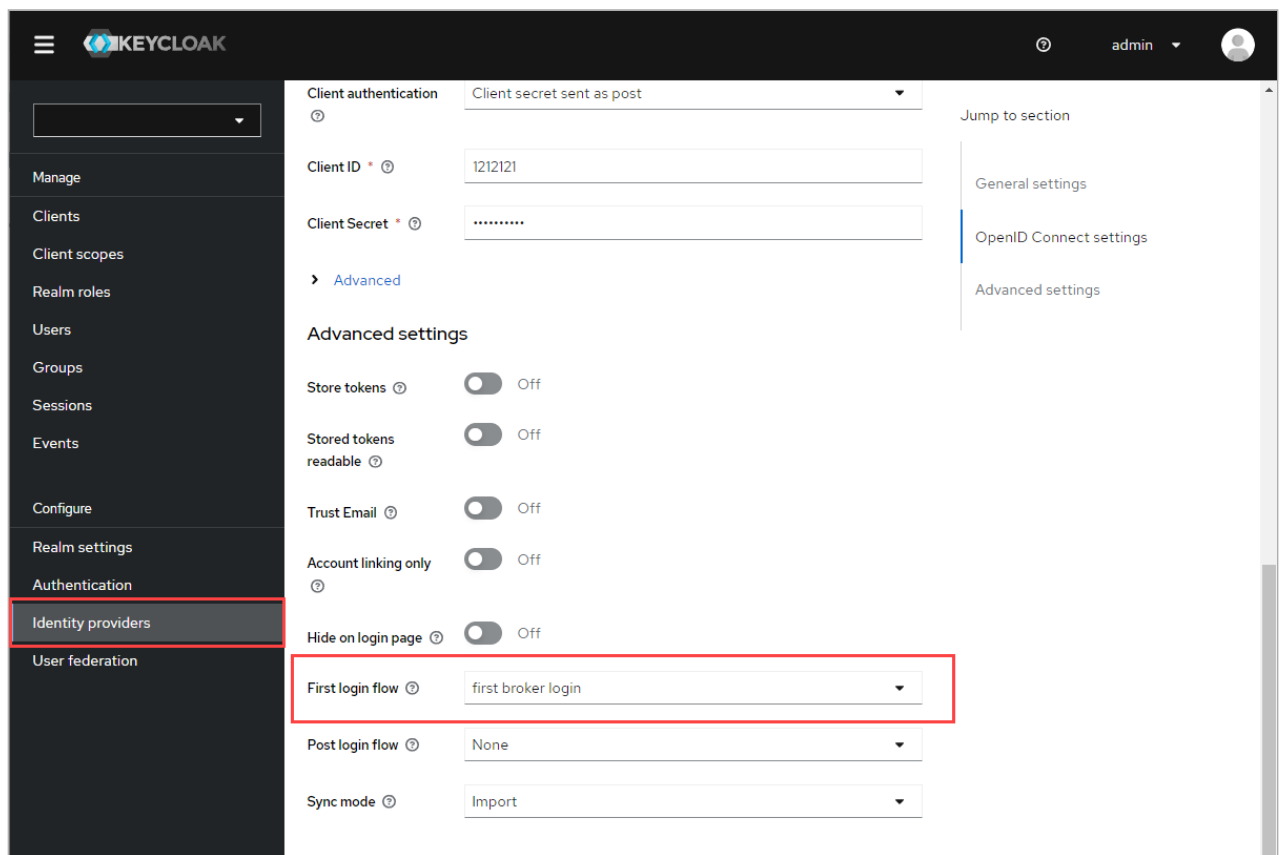 KEYCLOAK
admin
Manage
Clients
Client scopes
Realm roles
Users
Groups
Sessions
Events
Configure
Realm settings
Authentication
Identity providers
User federation
Client authentication
Client secret sent as post
Client ID *
1212121
Client Secret *
••••••••••
Advanced
Advanced settings
Store tokens
Off
Stored tokens
readable
Off
Trust Email
Off
Account linking only
Off
Hide on login page
Off
First login flow
first broker login
Post login flow
None
Sync mode
Import
Jump to section
General settings
OpenID Connect settings
Advanced settings